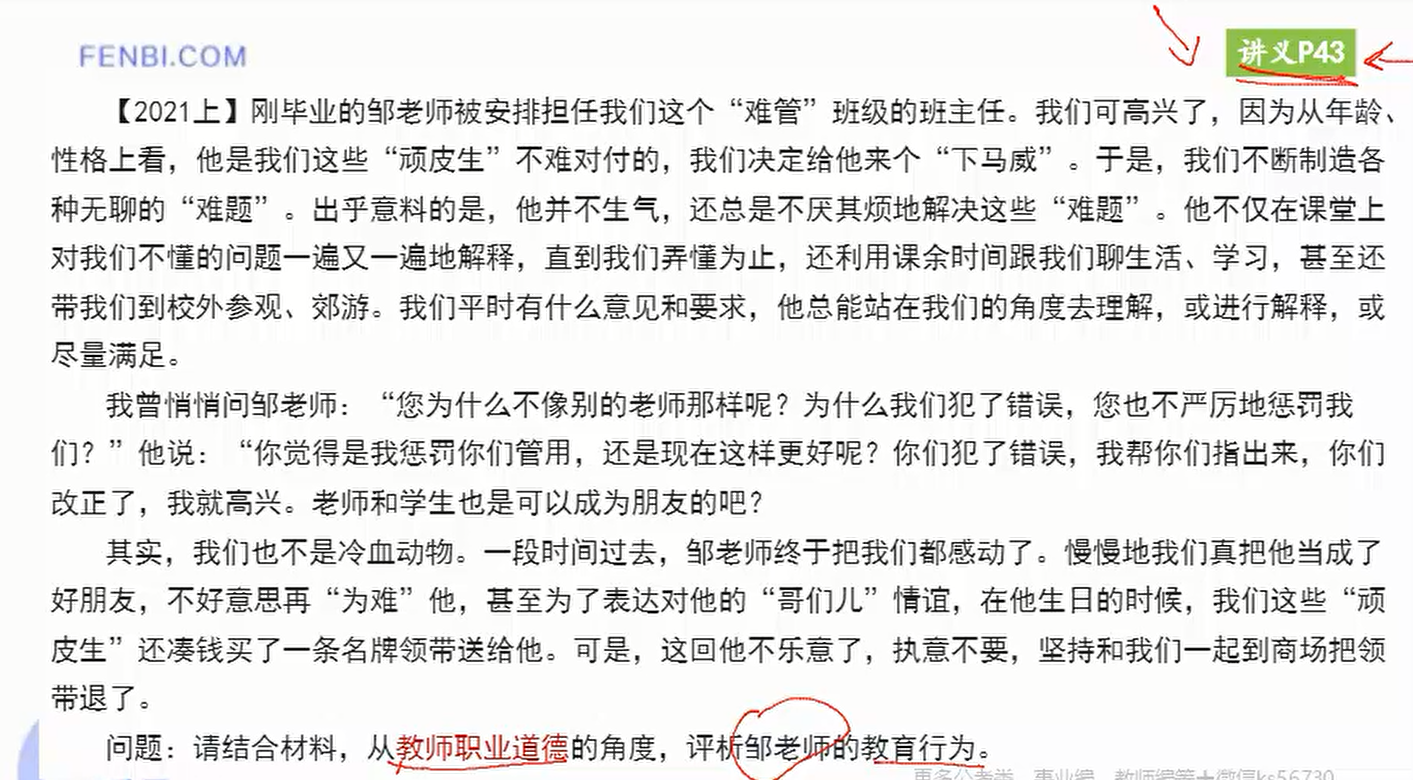 FENBI.COM
讲义P43
【2021上】刚毕业的邹老师被安排担任我们这个“难管”班级的班主任。我们可高兴了，因为从年龄、
性格上看，他是我们这些“顽皮生”不难对付的，我们决定给他来个“下马威”。于是，我们不断制造各
种无聊的“难题”。出乎意料的是，他并不生气，还总是不厌其烦地解决这些“难题”。他不仅在课堂上
对我们不懂的问题一遍又一遍地解释，直到我们弄懂为止，还利用课余时间跟我们聊生活、学习，甚至还
带我们到校外参观、郊游。我们平时有什么意见和要求，他总能站在我们的角度去理解，或进行解释，或
尽量满足。
我曾悄悄问邹老师：“您为什么不像别的老师那样呢？为什么我们犯了错误，您也不严厉地惩罚我
们？”他说：“你觉得是我惩罚你们管用，还是现在这样更好呢？你们犯了错误，我帮你们指出来，你们
改正了，我就高兴。老师和学生也是可以成为朋友的吧？
其实，我们也不是冷血动物。一段时间过去，邹老师终于把我们都感动了。慢慢地我们真把他当成了
好朋友，不好意思再“为难”他，甚至为了表达对他的“哥们儿”情谊，在他生日的时候，我们这些“顽
皮生”还凑钱买了一条名牌领带送给他。可是，这回他不乐意了，执意不要，坚持和我们一起到商场把领
带退了。
问题：请结合材料，从教师职业道德的角度，评析邹老师的教育行为。